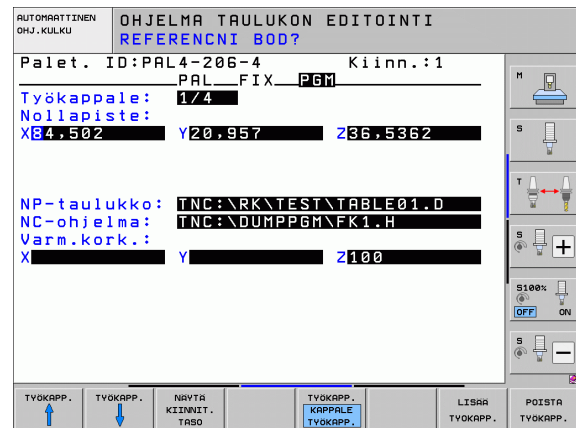 AUTOMAATTINEN
OHJ.KULKU
OHJELMA TAULUKON EDITOINTI
REFERENCNI BOD?
Palet. ID:PAL4-206-4 Kiinn.:1
PAL FIX PGM
Työkappale: 1/4
Nollapiste:
X84,502 Y20,957 Z36,5362
NP-taulukko: TNC:\RK\TEST\TABLE01.D
NC-ohjelma: TNC:\DUMPPGM\FK1.H
Varm.kork.:
X Y Z100
M
S
T
S
+
S100%
OFF ON
S
-
TYÖKAPP.
TYÖKAPP.
NÄYTÄ
KIINNIT.
TASO
TYÖKAPP.
KAPPALE
TYÖKAPP.
LISÄÄ
TYÖKAPP.
POISTA
TYÖKAPP.